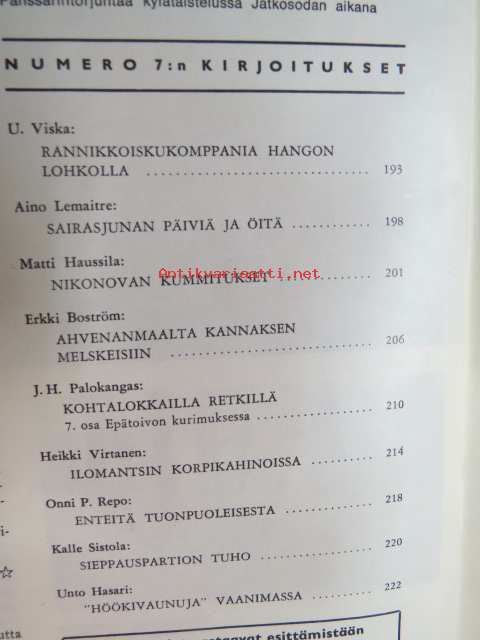 Panssarintorjuntaa kylätaistelussa Jatkosodan aikana
NUMERO 7:n KIRJOITUKSET
U. Viska:
RANNIKKOISKUKOMPPANIA HANGON
LOHKOLLA .................... 193
Aino Lemaitre:
SAIRASJUNAN PÄIVIÄ JA ÖITÄ ............ 198
Matti Haussila:
NIKONOVAN KUMMITUKSET .............. 201
Antikvariaatti.net
Erkki Boström:
AHVENANMAALTA KANNAKSEN
MELSKEISIIN .................... 206
J. H. Palokangas:
KOHTALOKKAILLA RETKILLÄ
7. osa Epätoivon kurimuksessa .............. 210
Heikki Virtanen:
ILOMANTSIN KORPIKAHINOISSA .......... 214
Onni P. Repo:
ENTEITÄ TUONPUOLEISESTA .............. 218
Kalle Sistola:
SIEPPAUSPARTION TUHO ................ 220
Unto Hasari:
"HÖÖKIVAUNUJA" VAANIMASSA ............ 222
esittämistään